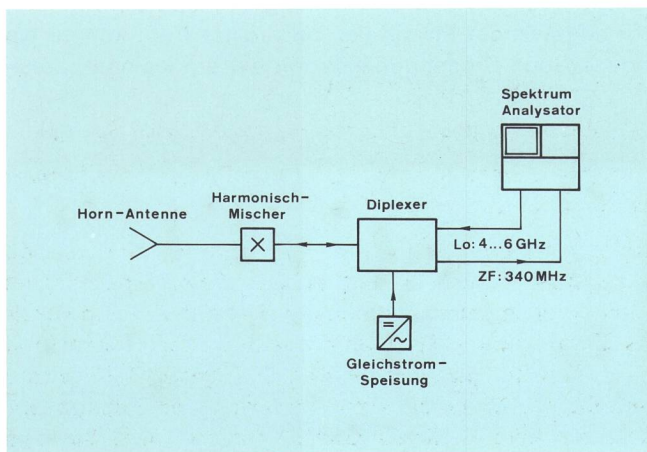 Spektrum
Analysator
Harmonisch-
Mischer
Diplexer
Horn-Antenne
Lo: 4...6 GHz
ZF: 340 MHz
Gleichstrom-
Speisung